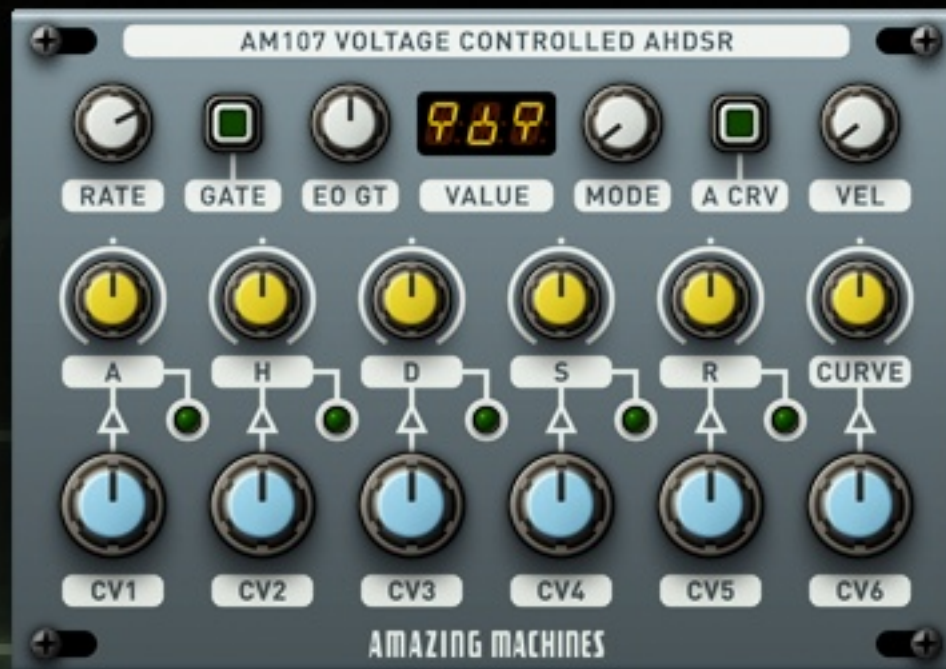 AM107 VOLTAGE CONTROLLED AHDSR
RATE GATE EO GT VALUE MODE A CRV VEL
A H D S R CURVE
CV1 CV2 CV3 CV4 CV5 CV6
AMAZING MACHINES